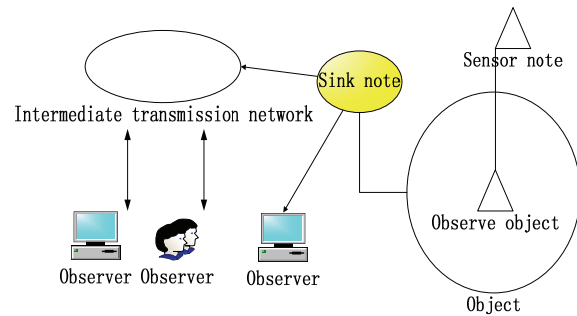 Sensor note
Sink note
Intermediate transmission network
Observe object
Observer
Observer
Observer
Object